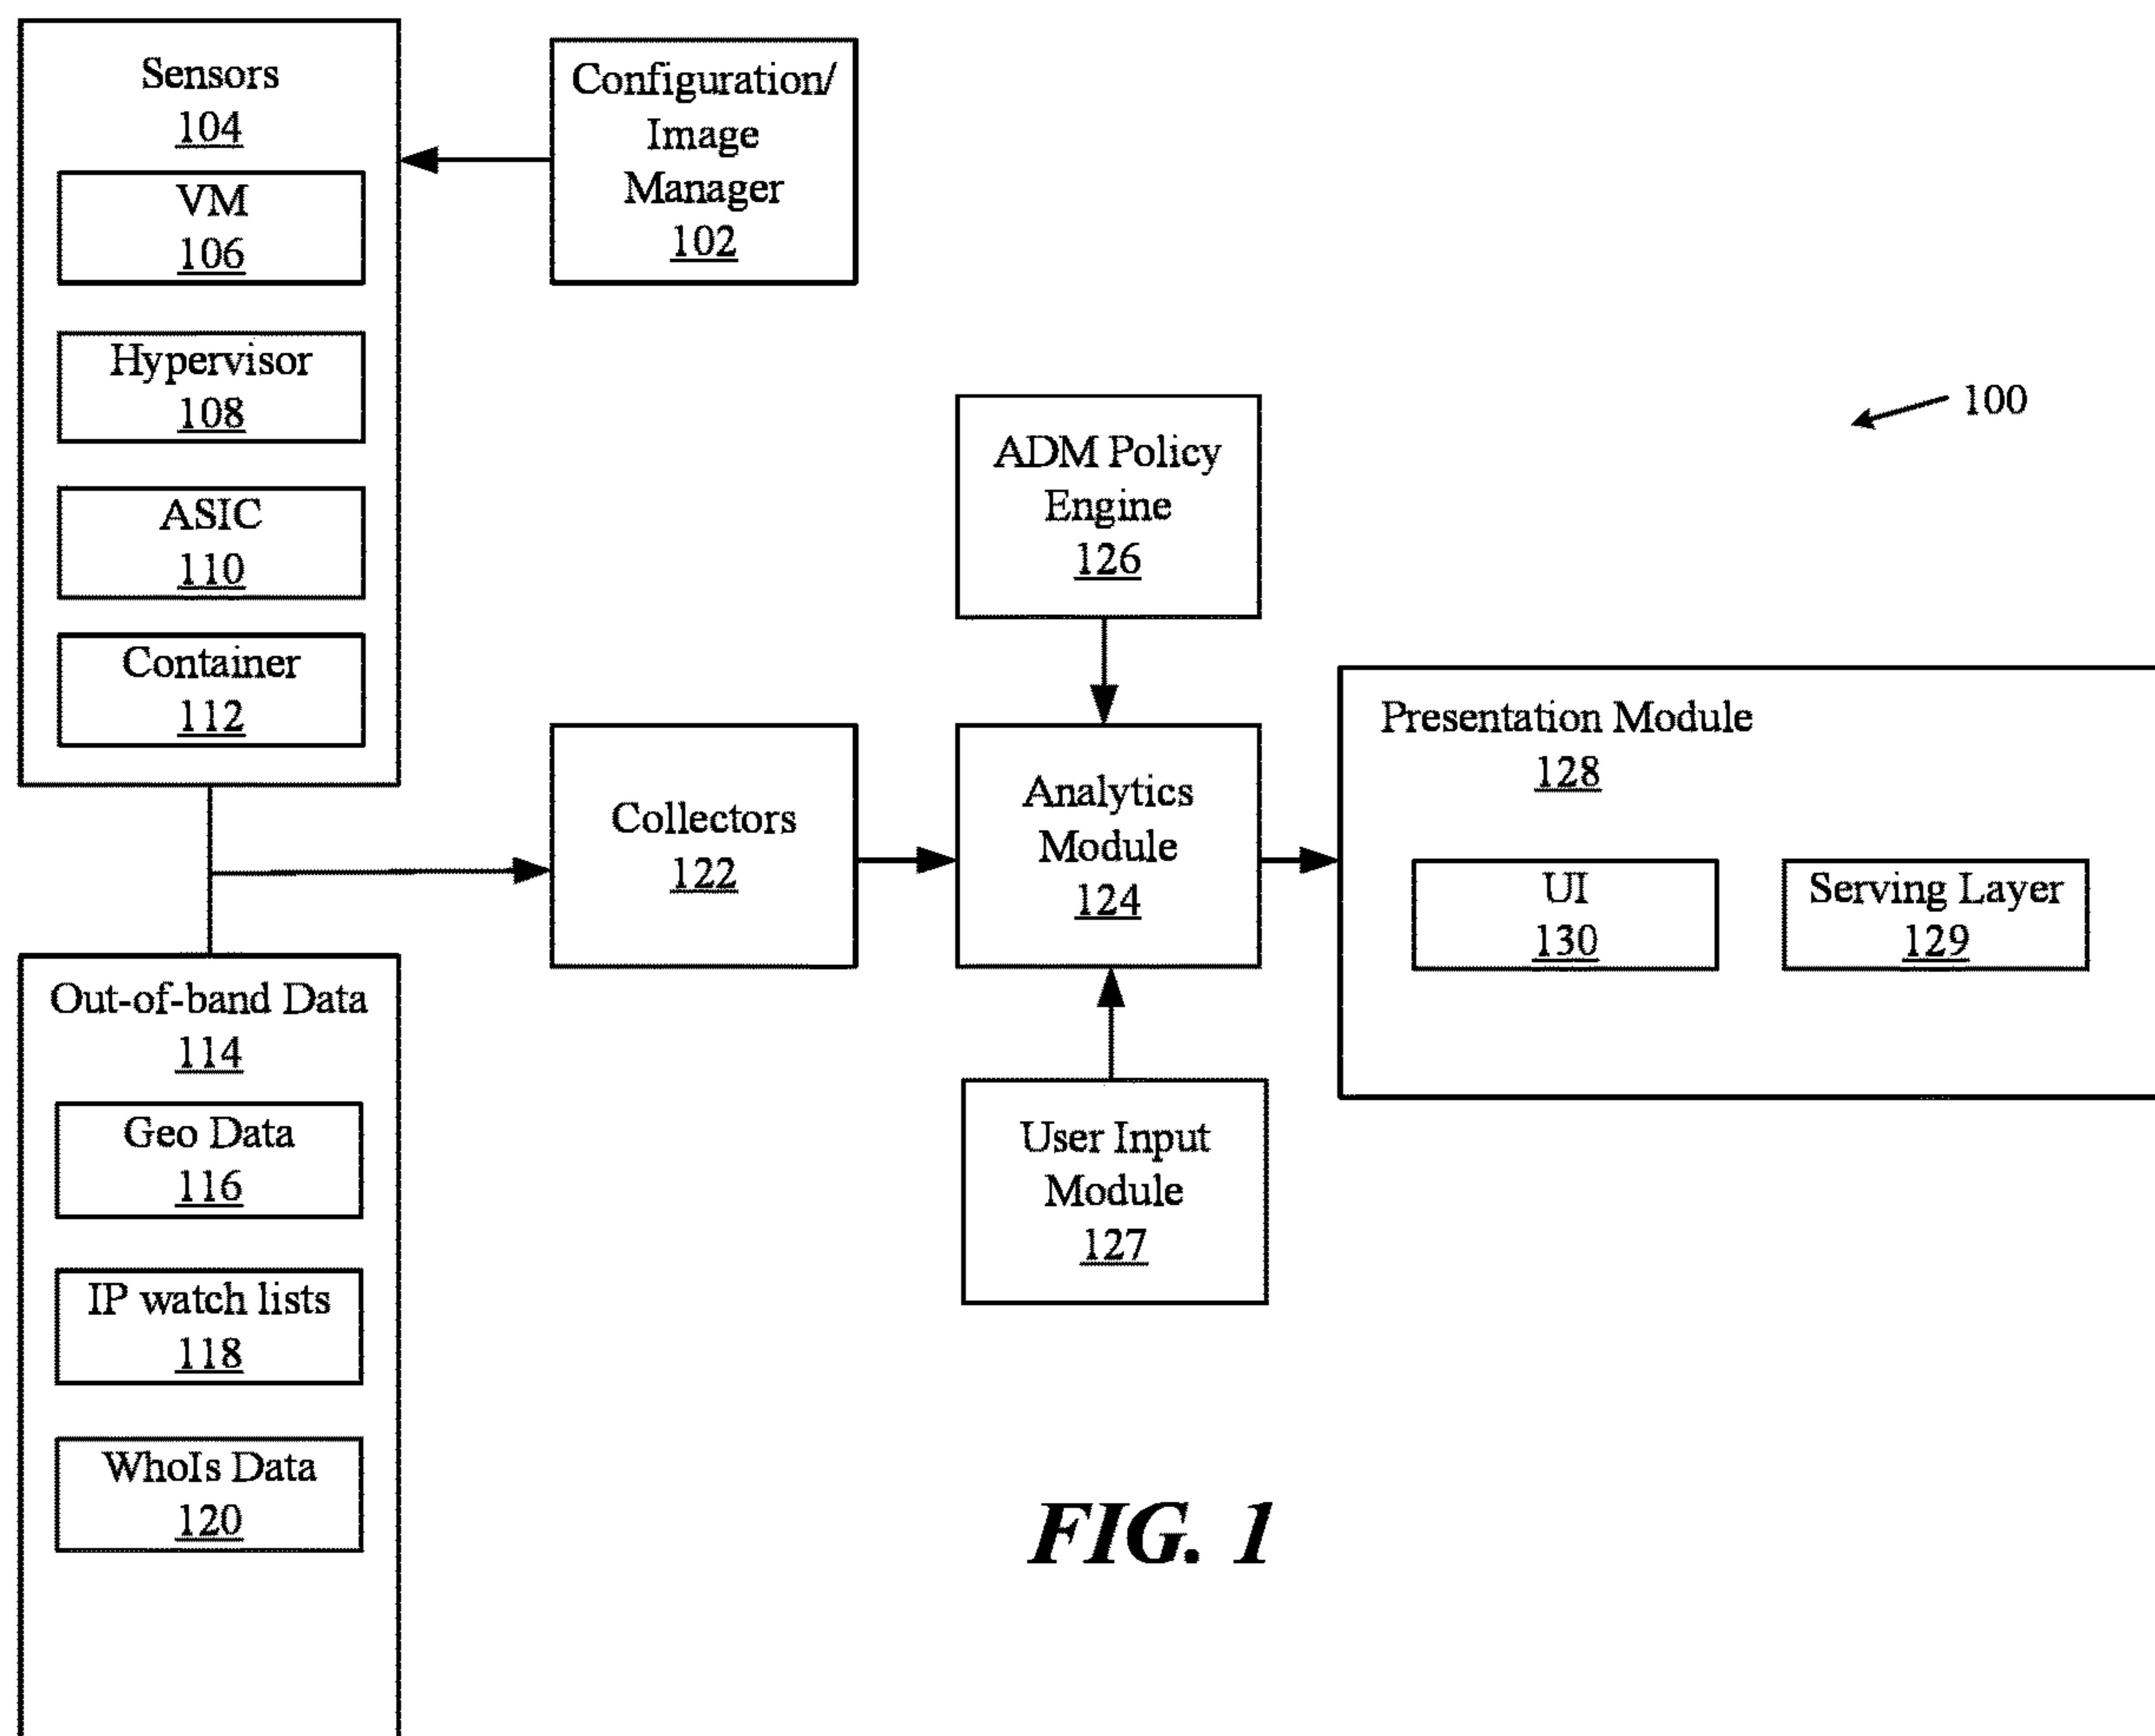 Sensors
104
VM
106
Hypervisor
108
ASIC
110
Container
112
Configuration/
Image
Manager
102
100
ADM Policy
Engine
126
Collectors
122
Analytics
Module
124
Presentation Module
128
UI
130
Serving Layer
129
Out-of-band Data
114
Geo Data
116
IP watch lists
118
WhoIs Data
120
User Input
Module
127
FIG. 1